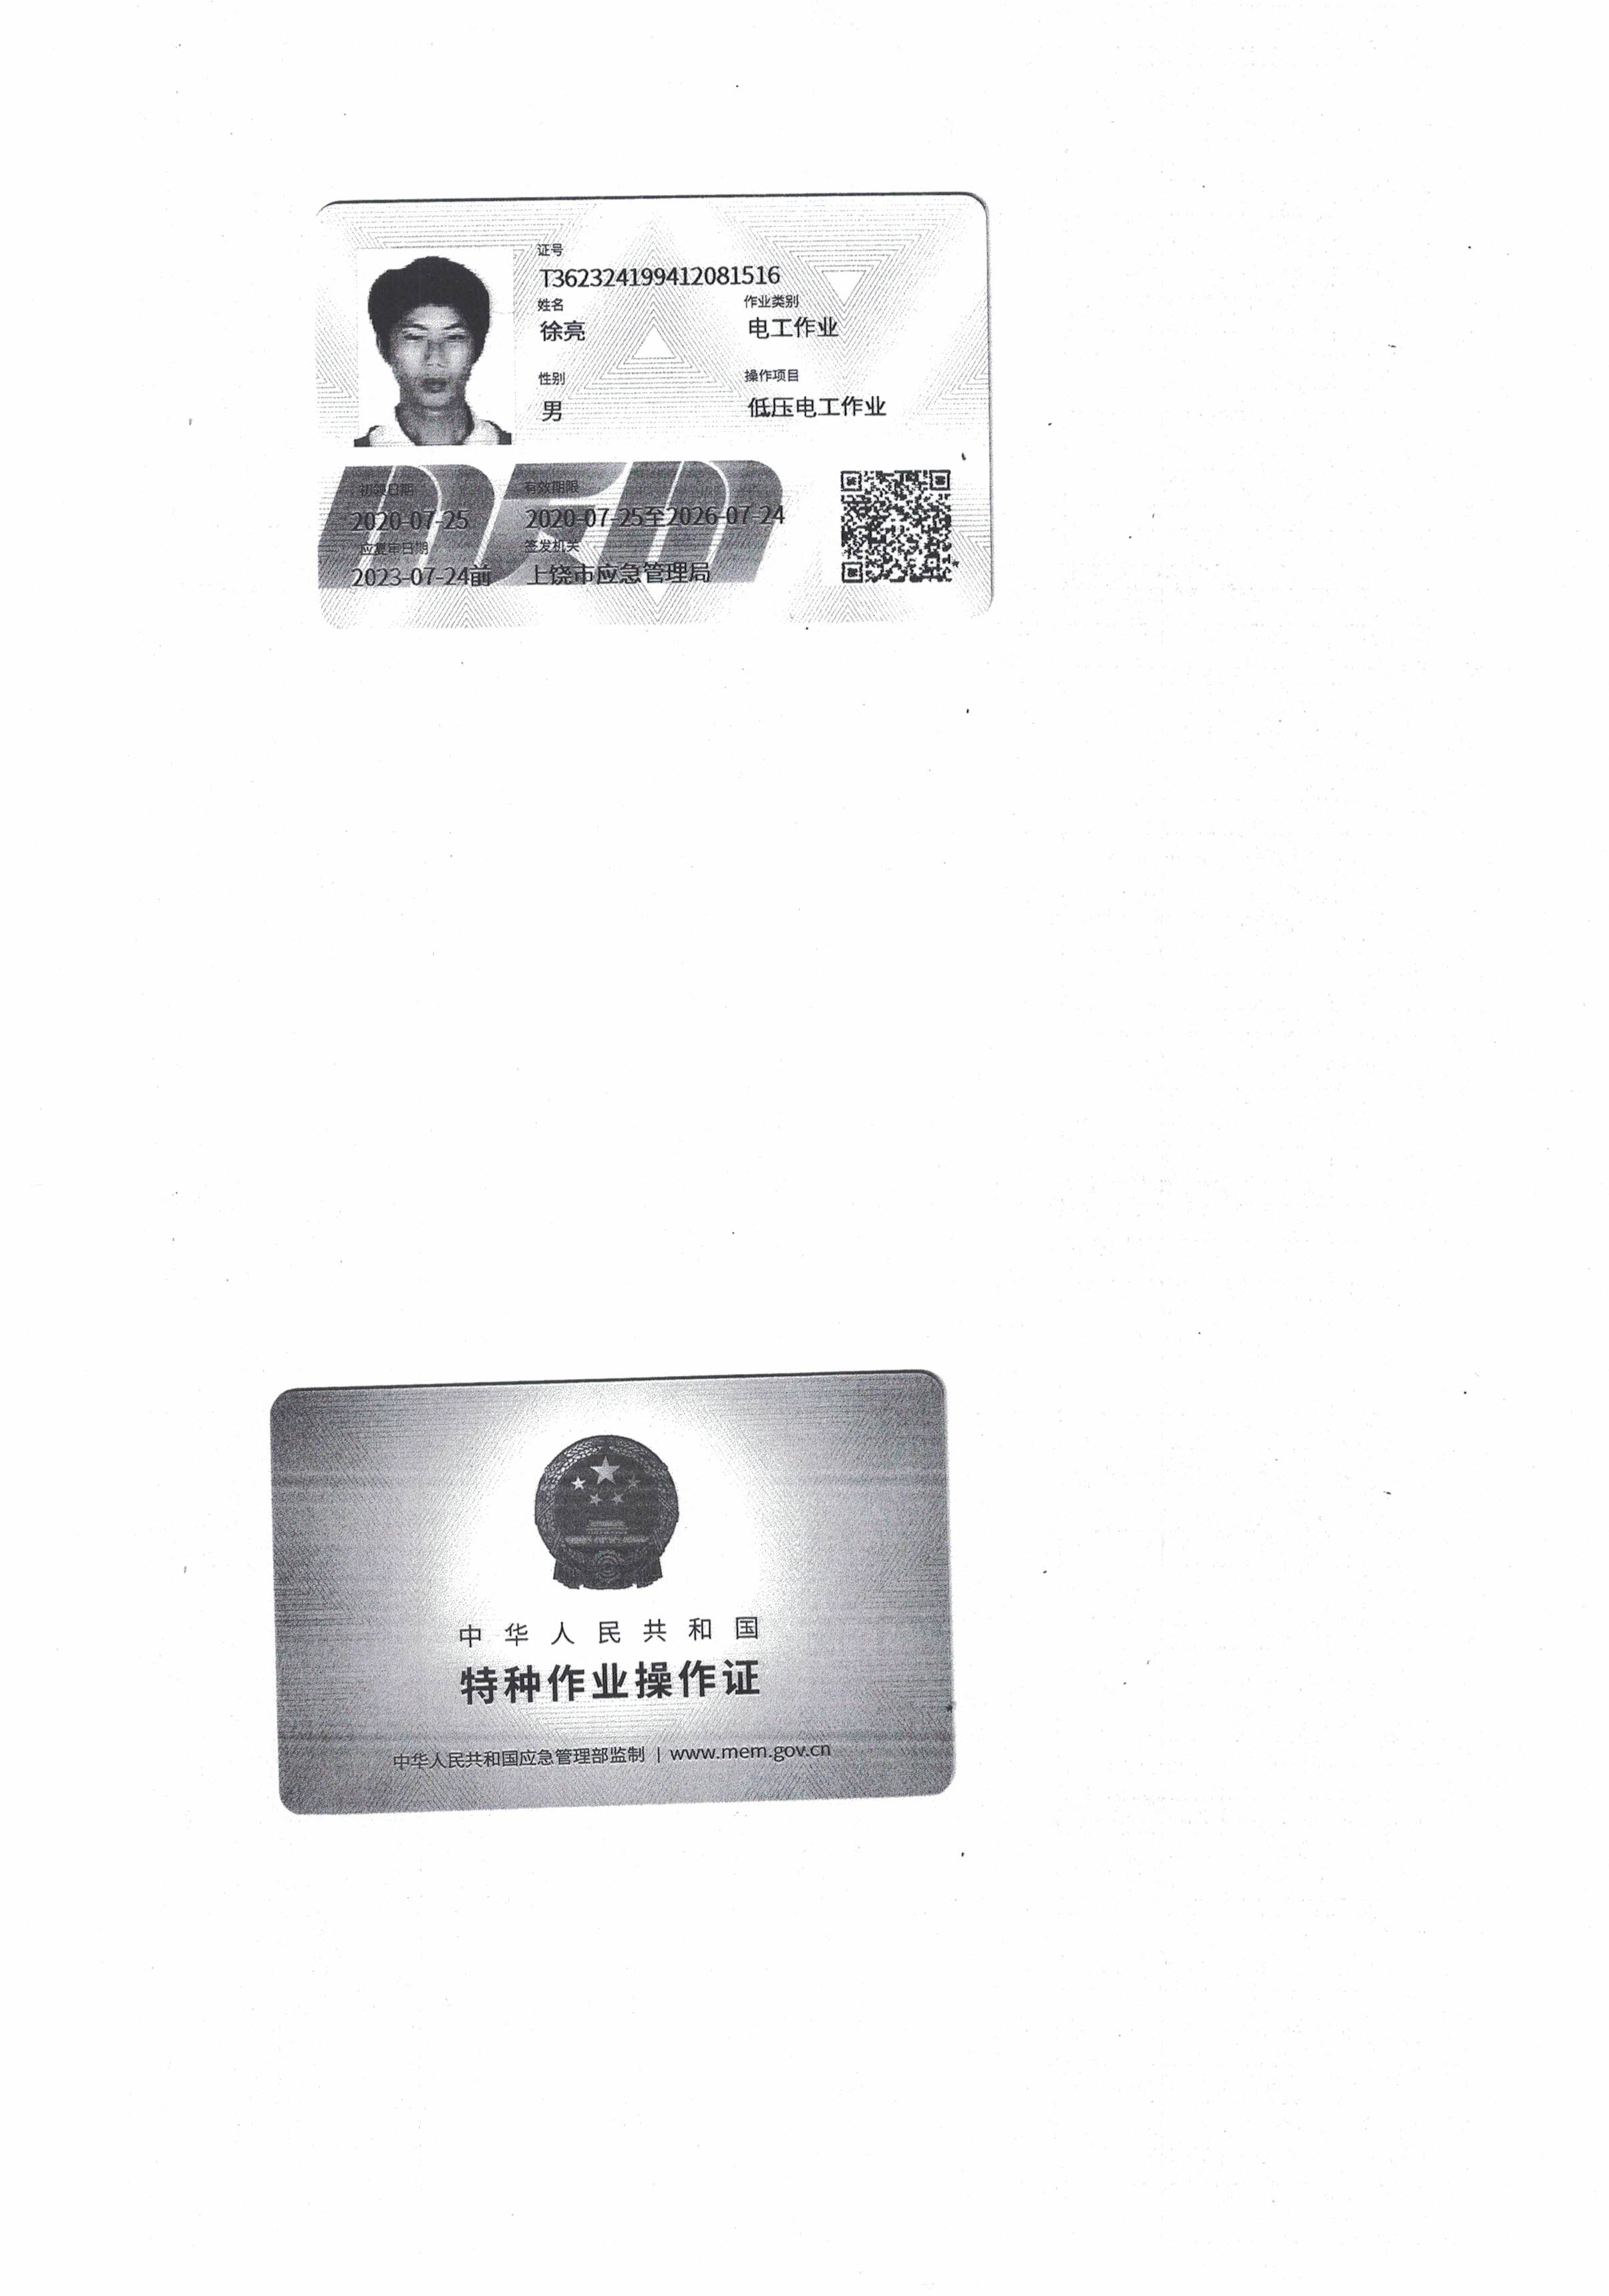 证号
T362324199412081516
姓名 作业类别
徐亮 电工作业
性别 操作项目
男 低压电工作业
初领日期 有效期限
2020-07-25 2020-07-25至2026-07-24
应复审日期 签发机关
2023-07-24前 上饶市应急管理局
中华人民共和国
特种作业操作证
中华人民共和国应急管理部监制 | www.mem.gov.cn